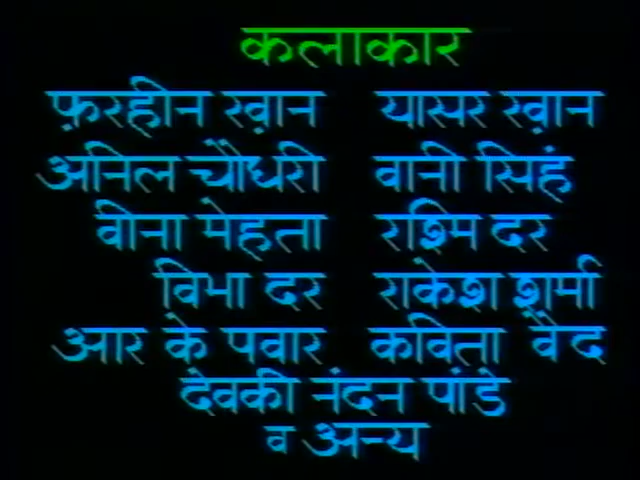 कलाकार
फ़रहीन ख़ान यासर ख़ान
अनिल चौधरी वानी सिहं
वीना मेहता रश्मि दर
विभा दर राकेश शर्मा
आर के पवार कविता वैद
देवकी नंदन पांडे
व अन्य